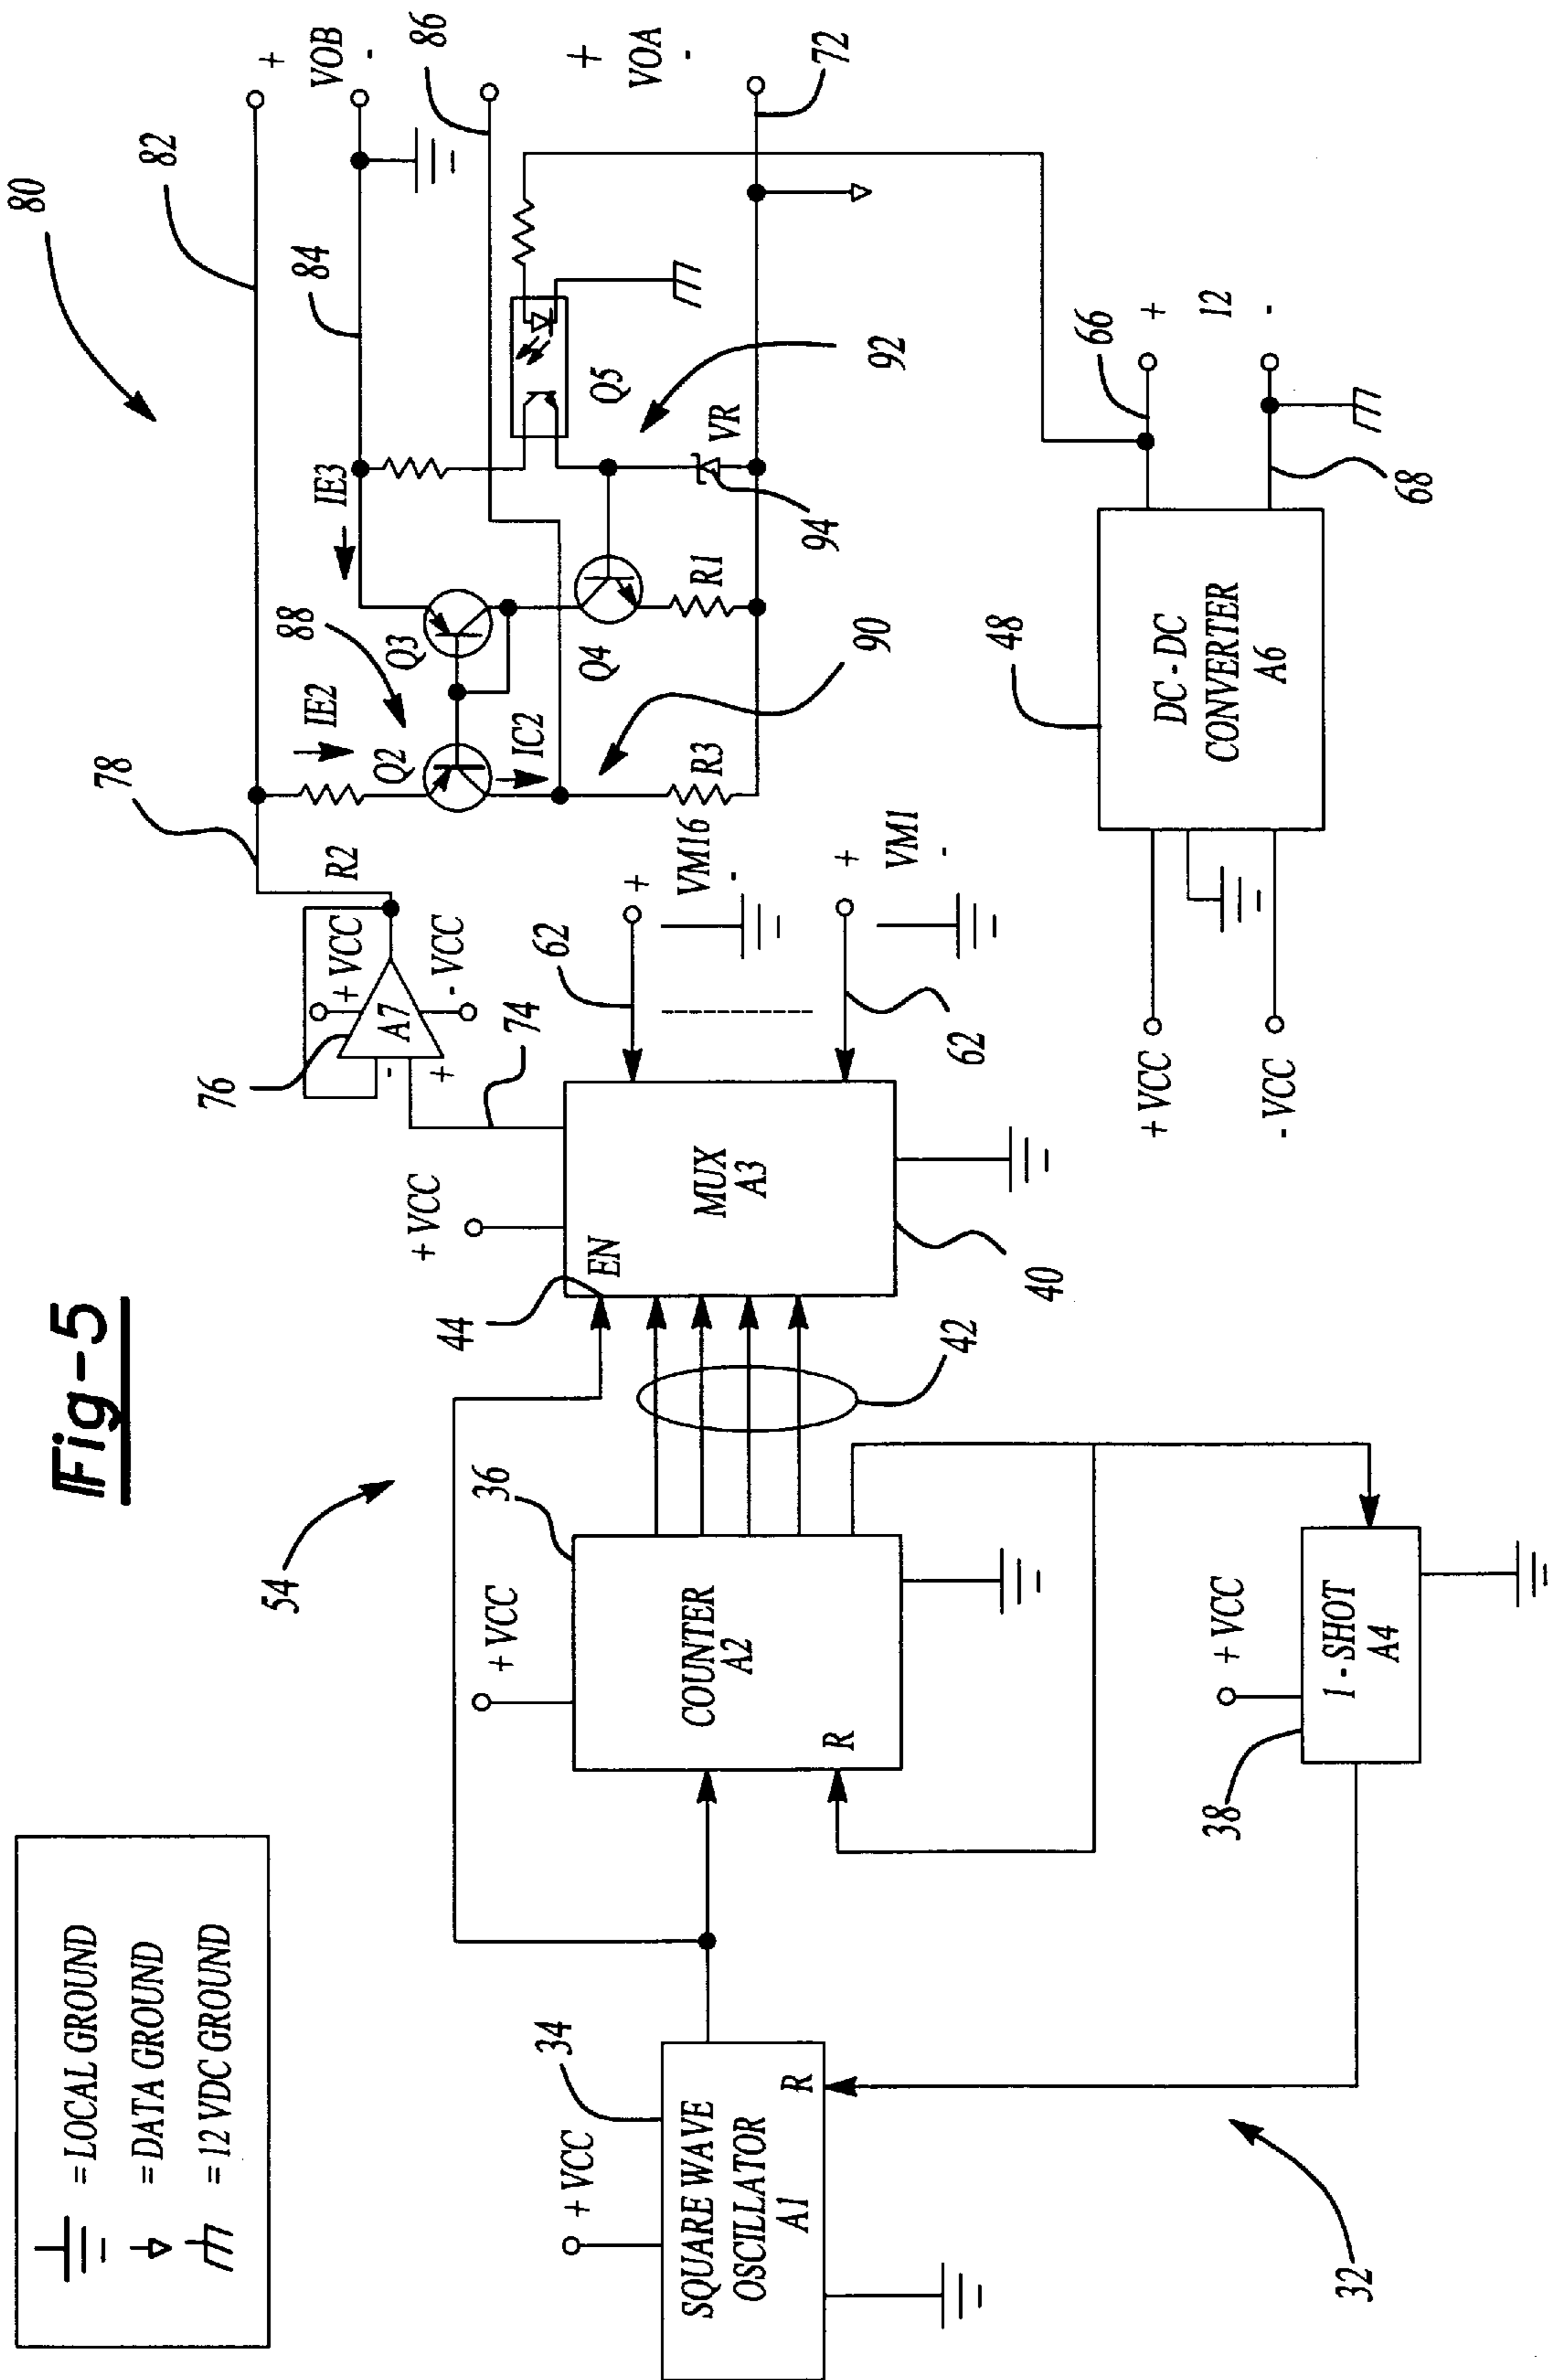 Fig-5
= LOCAL GROUND
= DATA GROUND
= 12 VDC GROUND
54
80
82
+
VOB
-
84
86
+
VOA
-
72
78
88
IE3
IE2
Q3
Q2
IC2
Q4
Q5
92
VR
94
R1
R3
90
R2
+ VCC
A7
- VCC
-
+
76
74
62
+
VM16
-
+
VM1
-
62
+ VCC
EN
MUX
A3
44
40
42
36
+ VCC
COUNTER
A2
R
34
+ VCC
SQUARE WAVE
OSCILLATOR
A1
R
+ VCC
1 - SHOT
A4
38
32
48
DC - DC
CONVERTER
A6
+ VCC
- VCC
66
+
12
-
68